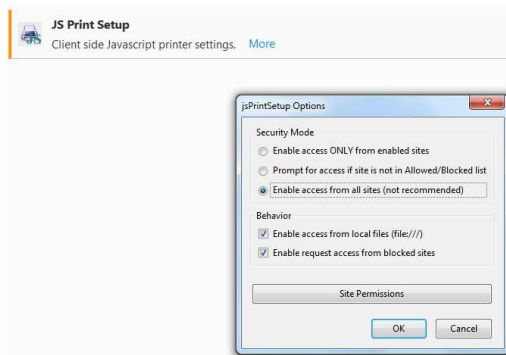 JS Print Setup
Client side Javascript printer settings. More
jsPrintSetup Options
Security Mode
Enable access ONLY from enabled sites
Prompt for access if site is not in Allowed/Blocked list
Enable access from all sites (not recommended)
Behavior
Enable access from local files (file:///)
Enable request access from blocked sites
Site Permissions
OK Cancel